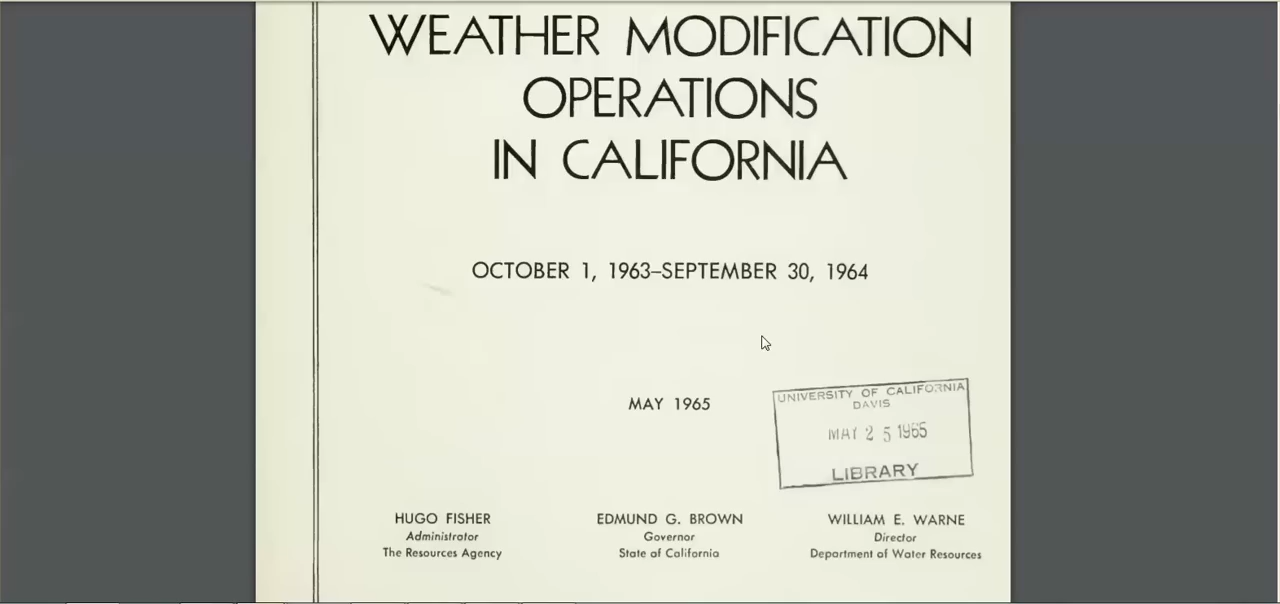 WEATHER MODIFICATION
OPERATIONS
IN CALIFORNIA
OCTOBER 1, 1963–SEPTEMBER 30, 1964
MAY 1965
UNIVERSITY OF CALIFORNIA
DAVIS
MAY 2 5 1965
LIBRARY
HUGO FISHER
Administrator
The Resources Agency
EDMUND G. BROWN
Governor
State of California
WILLIAM E. WARNE
Director
Department of Water Resources